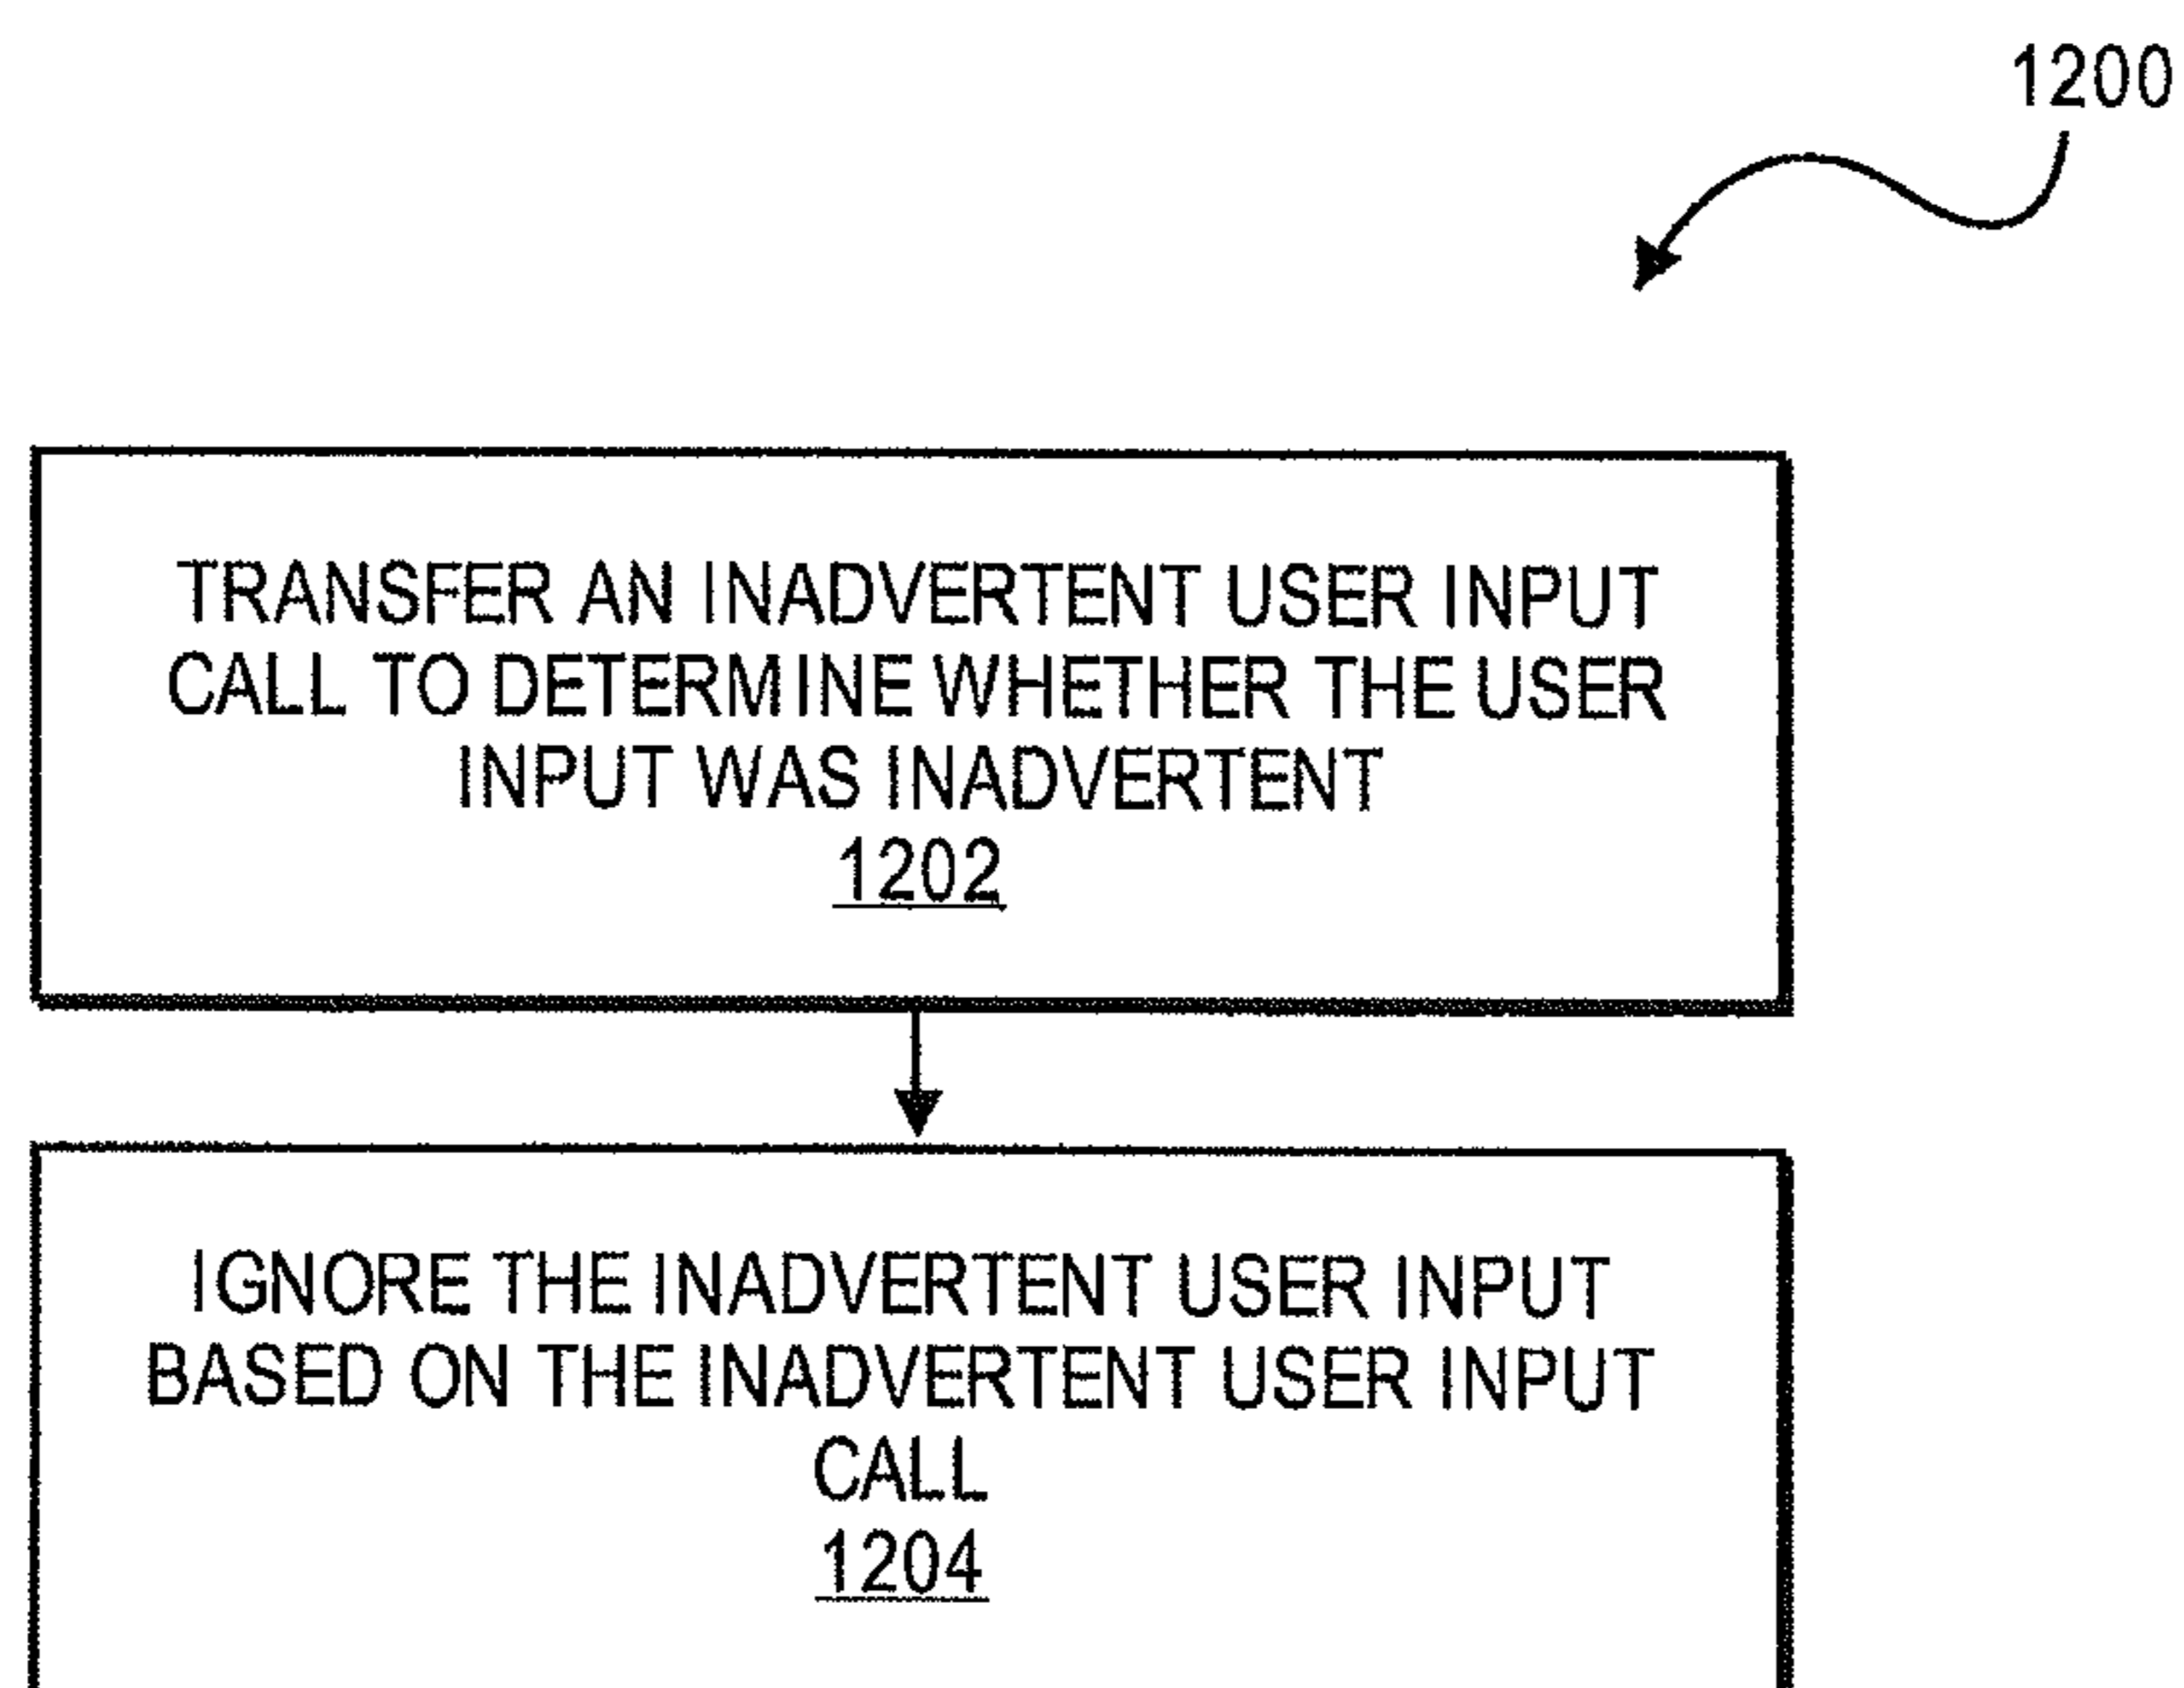 1200
TRANSFER AN INADVERTENT USER INPUT
CALL TO DETERMINE WHETHER THE USER
INPUT WAS INADVERTENT
1202
IGNORE THE INADVERTENT USER INPUT
BASED ON THE INADVERTENT USER INPUT
CALL
1204